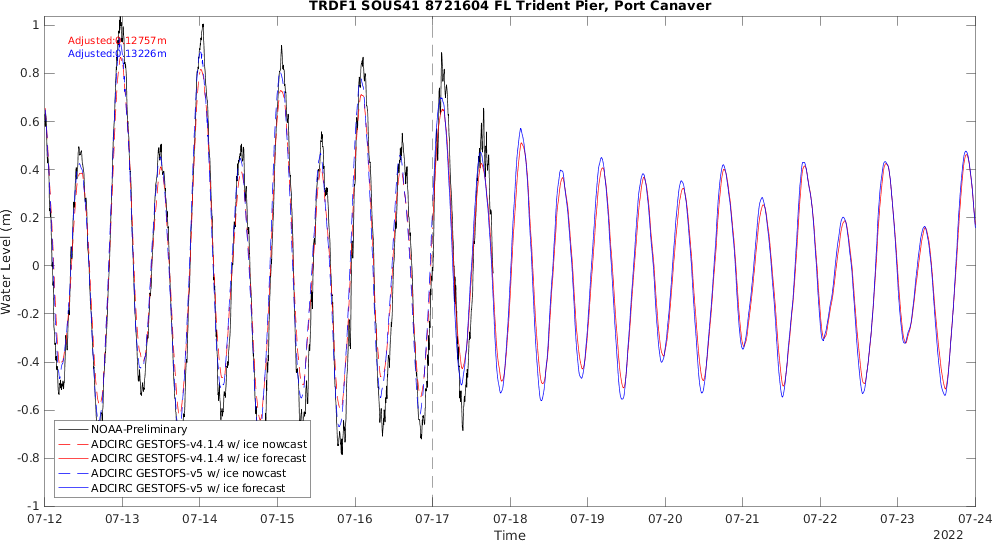 TRDF1 SOUS41 8721604 FL Trident Pier, Port Canaver
Adjusted:0.12757m
Adjusted:0.13226m
Water Level (m)
1
0.8
0.6
0.4
0.2
0
-0.2
-0.4
-0.6
-0.8
-1
NOAA-Preliminary
ADCIRC GESTOFS-v4.1.4 w/ ice nowcast
ADCIRC GESTOFS-v4.1.4 w/ ice forecast
ADCIRC GESTOFS-v5 w/ ice nowcast
ADCIRC GESTOFS-v5 w/ ice forecast
07-12 07-13 07-14 07-15 07-16 07-17 07-18 07-19 07-20 07-21 07-22 07-23 07-24
Time
2022